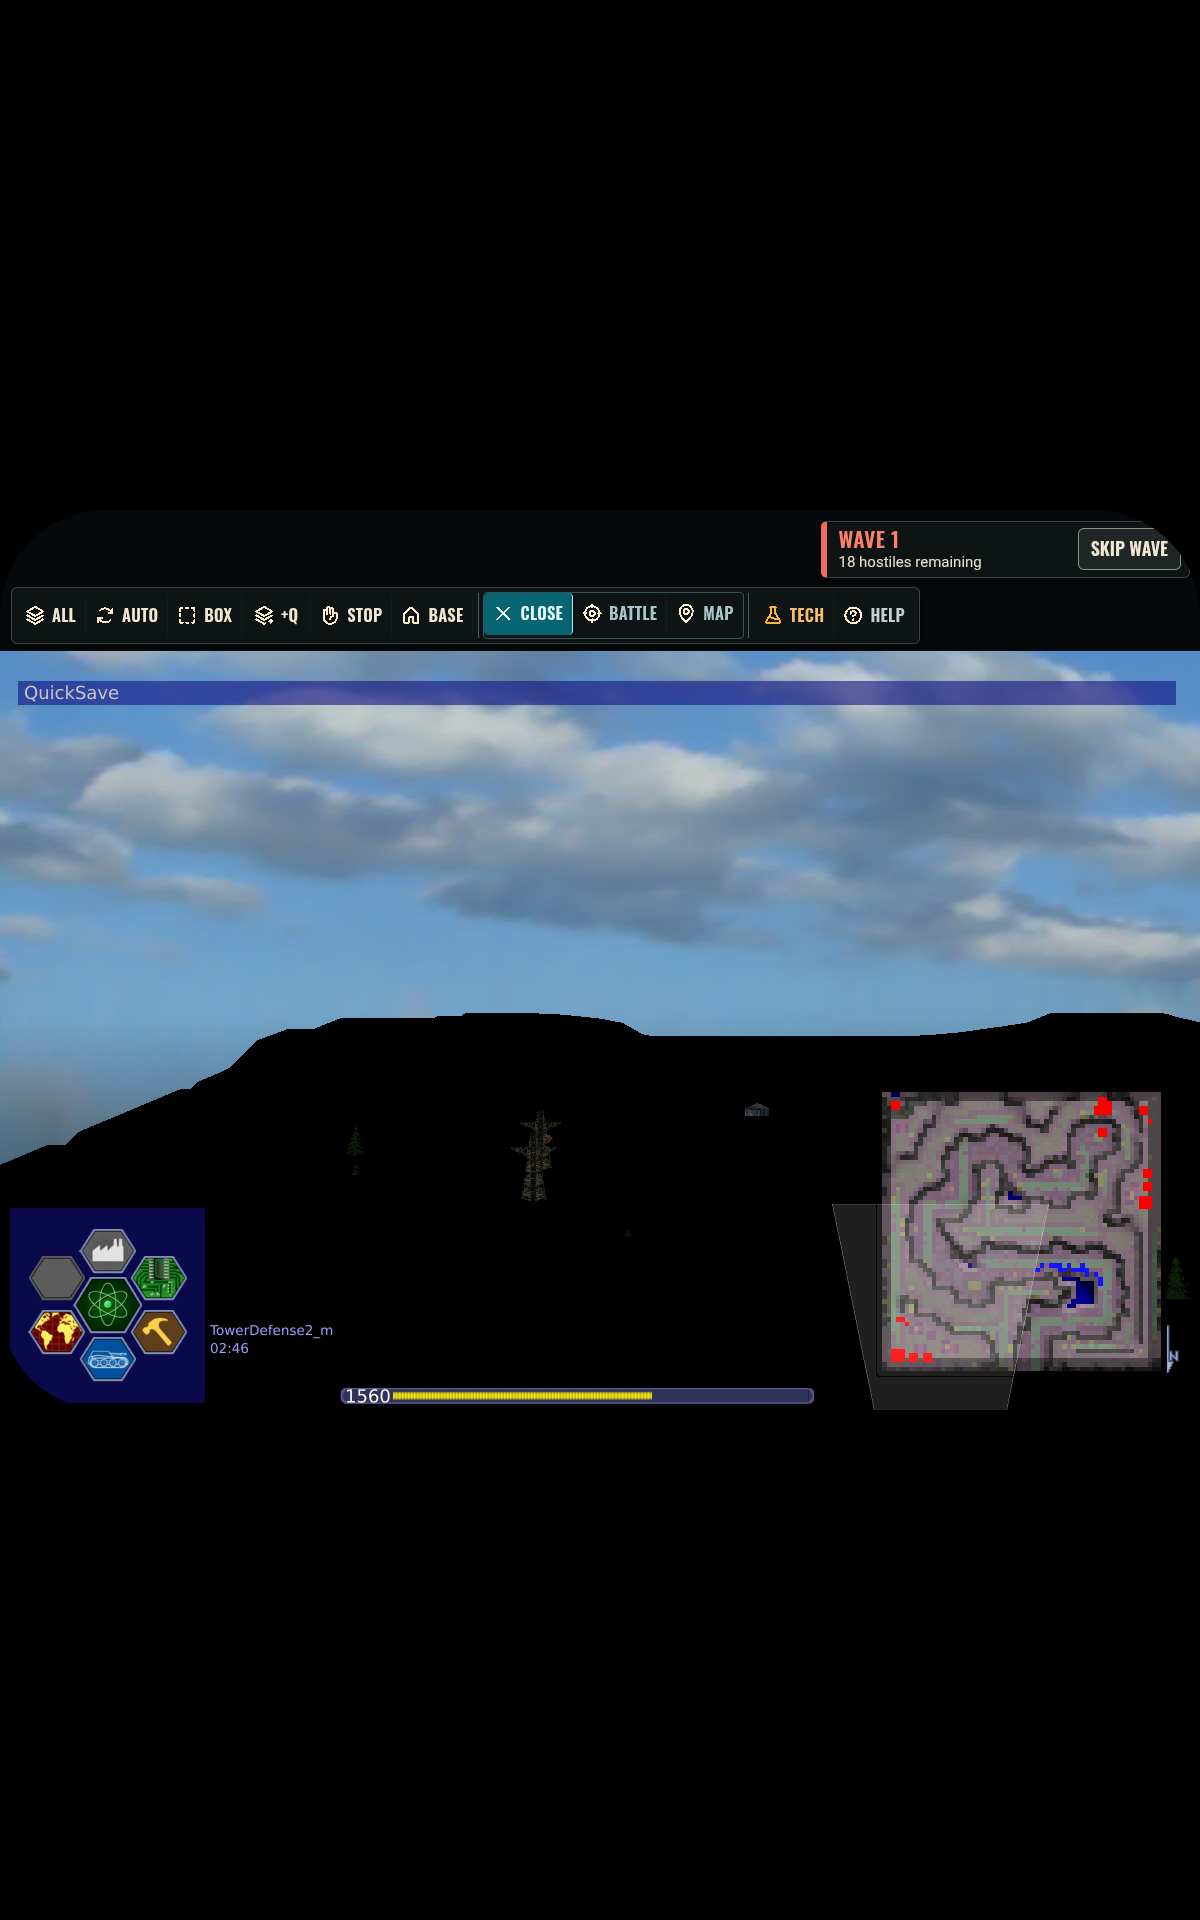 WAVE 1
18 hostiles remaining
SKIP WAVE
ALL AUTO BOX +Q STOP BASE CLOSE BATTLE MAP TECH HELP
QuickSave
TowerDefense2_m
02:46
1560
N